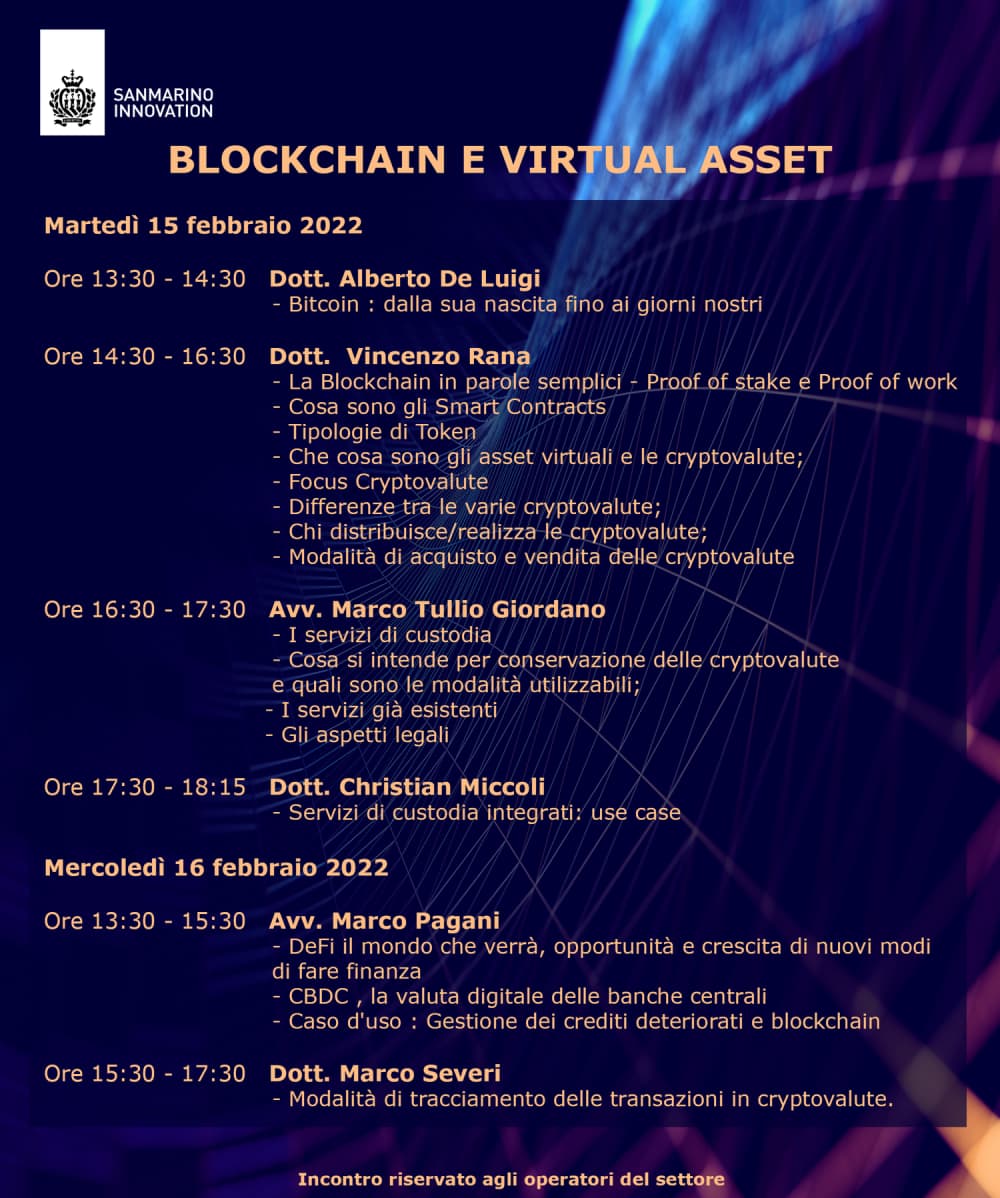 SANMARINO
INNOVATION
BLOCKCHAIN E VIRTUAL ASSET
Martedì 15 febbraio 2022
Ore 13:30 - 14:30 Dott. Alberto De Luigi
- Bitcoin : dalla sua nascita fino ai giorni nostri
Ore 14:30 - 16:30 Dott. Vincenzo Rana
- La Blockchain in parole semplici - Proof of stake e Proof of work
- Cosa sono gli Smart Contracts
- Tipologie di Token
- Che cosa sono gli asset virtuali e le cryptovalute;
- Focus Cryptovalute
- Differenze tra le varie cryptovalute;
- Chi distribuisce/realizza le cryptovalute;
- Modalità di acquisto e vendita delle cryptovalute
Ore 16:30 - 17:30 Avv. Marco Tullio Giordano
- I servizi di custodia
- Cosa si intende per conservazione delle cryptovalute
e quali sono le modalità utilizzabili;
- I servizi già esistenti
- Gli aspetti legali
Ore 17:30 - 18:15 Dott. Christian Miccoli
- Servizi di custodia integrati: use case
Mercoledì 16 febbraio 2022
Ore 13:30 - 15:30 Avv. Marco Pagani
- DeFi il mondo che verrà, opportunità e crescita di nuovi modi
di fare finanza
- CBDC , la valuta digitale delle banche centrali
- Caso d'uso : Gestione dei crediti deteriorati e blockchain
Ore 15:30 - 17:30 Dott. Marco Severi
- Modalità di tracciamento delle transazioni in cryptovalute.
Incontro riservato agli operatori del settore